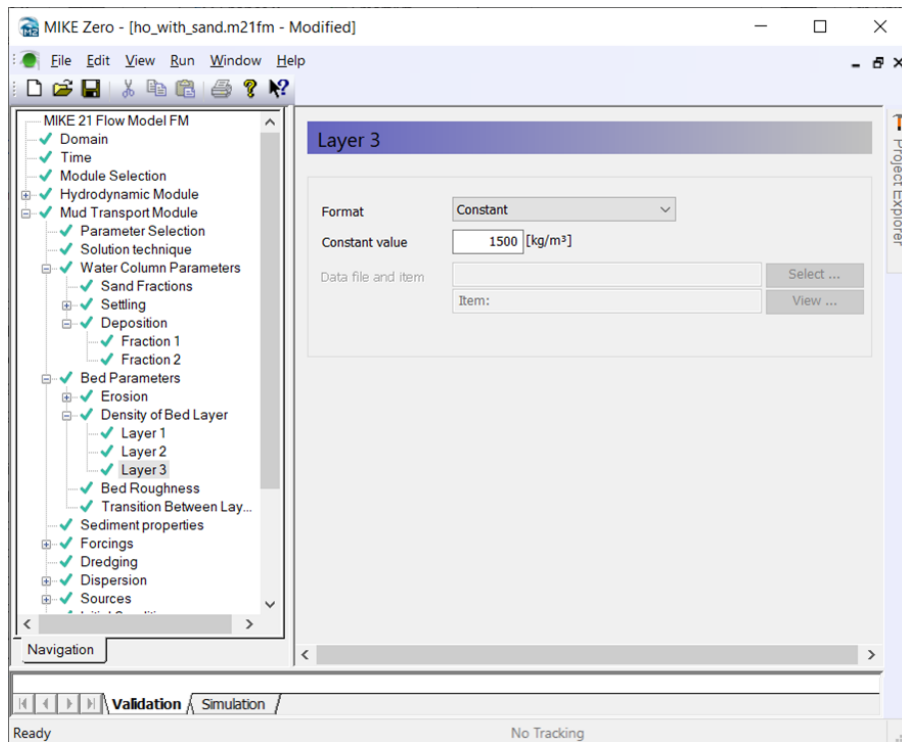 MIKE Zero - [ho_with_sand.m21fm - Modified]
File Edit View Run Window Help
MIKE 21 Flow Model FM
Domain
Time
Module Selection
Hydrodynamic Module
Mud Transport Module
Parameter Selection
Solution technique
Water Column Parameters
Sand Fractions
Settling
Deposition
Fraction 1
Fraction 2
Bed Parameters
Erosion
Density of Bed Layer
Layer 1
Layer 2
Layer 3
Bed Roughness
Transition Between Lay...
Sediment properties
Forcings
Dredging
Dispersion
Sources
Navigation
Layer 3
Format Constant
Constant value 1500 [kg/m³]
Data file and item Select ...
Item: View ...
Project Explorer
Validation Simulation
Ready No Tracking